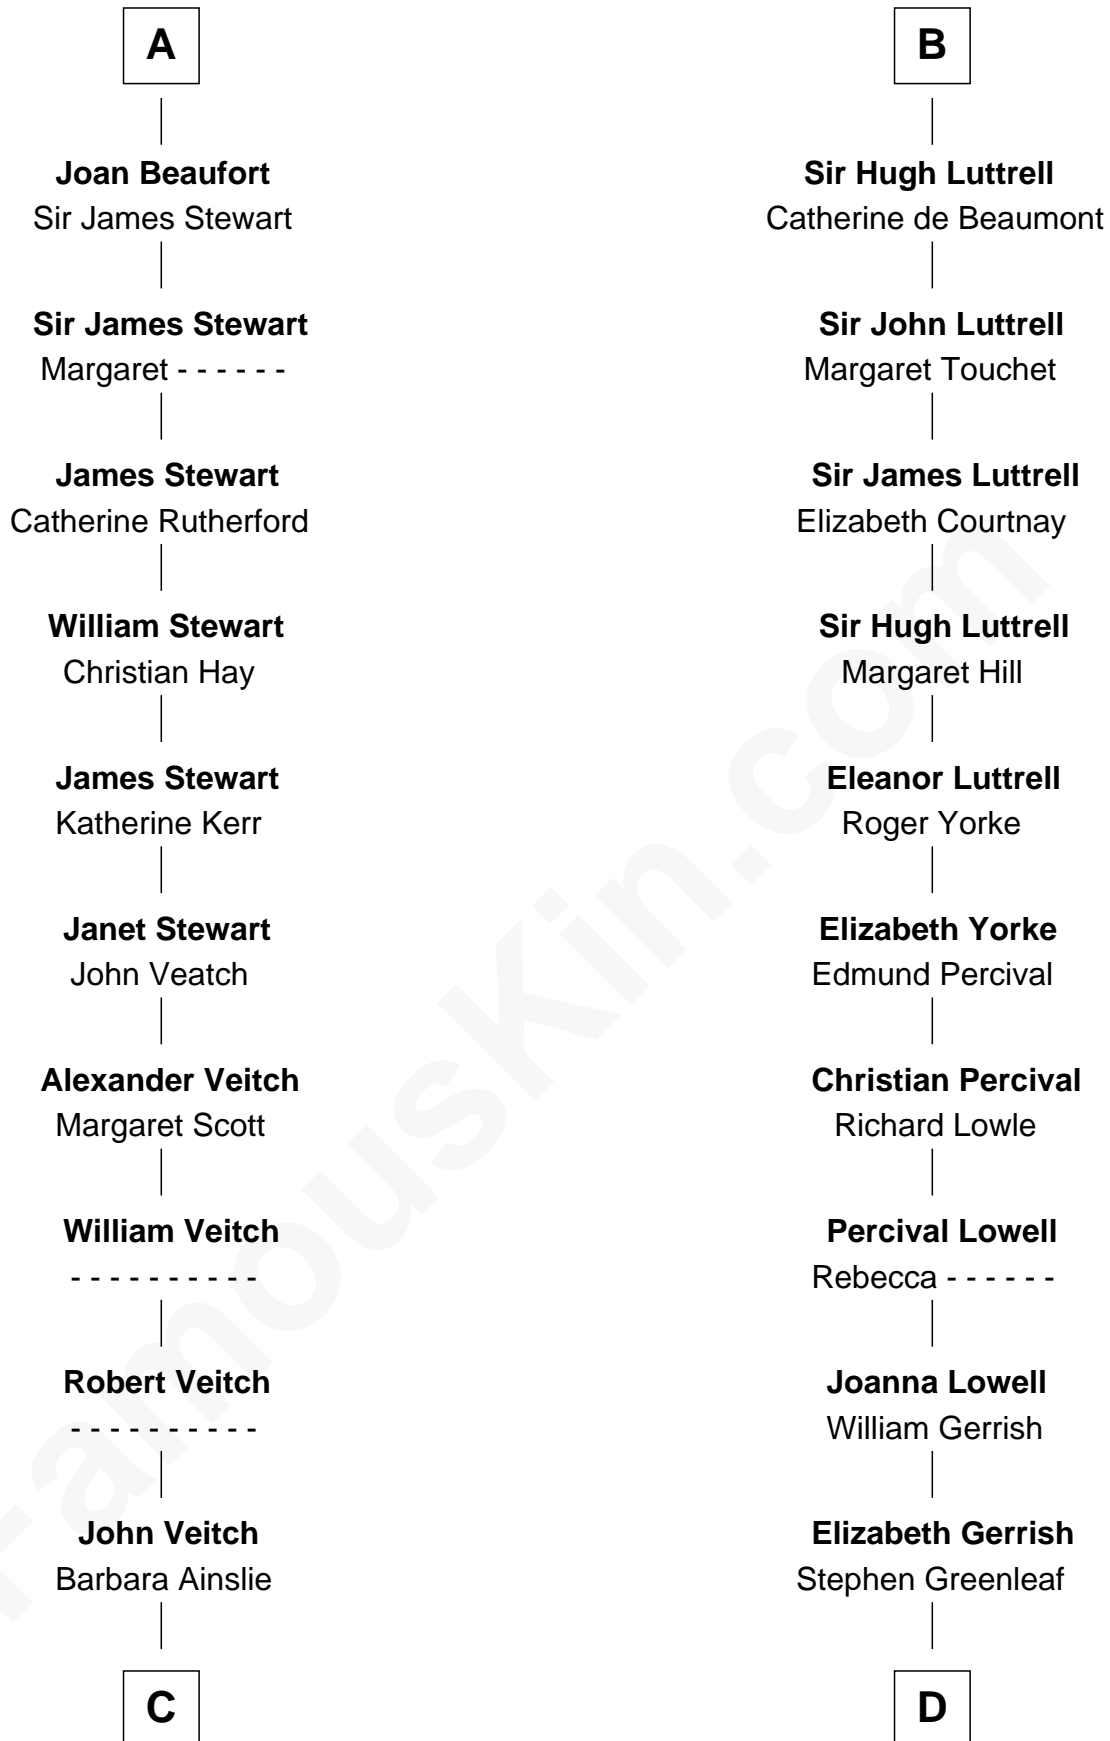 A
Joan Beaufort
Sir James Stewart
Sir James Stewart
Margaret - - - - - -
James Stewart
Catherine Rutherford
William Stewart
Christian Hay
James Stewart
Katherine Kerr
Janet Stewart
John Veatch
Alexander Veitch
Margaret Scott
William Veitch
- - - - - - - - - -
Robert Veitch
- - - - - - - - - -
John Veitch
Barbara Ainslie
C
B
Sir Hugh Luttrell
Catherine de Beaumont
Sir John Luttrell
Margaret Touchet
Sir James Luttrell
Elizabeth Courtnay
Sir Hugh Luttrell
Margaret Hill
Eleanor Luttrell
Roger Yorke
Elizabeth Yorke
Edmund Percival
Christian Percival
Richard Lowle
Percival Lowell
Rebecca - - - - - -
Joanna Lowell
William Gerrish
Elizabeth Gerrish
Stephen Greenleaf
D
FamousKin.com